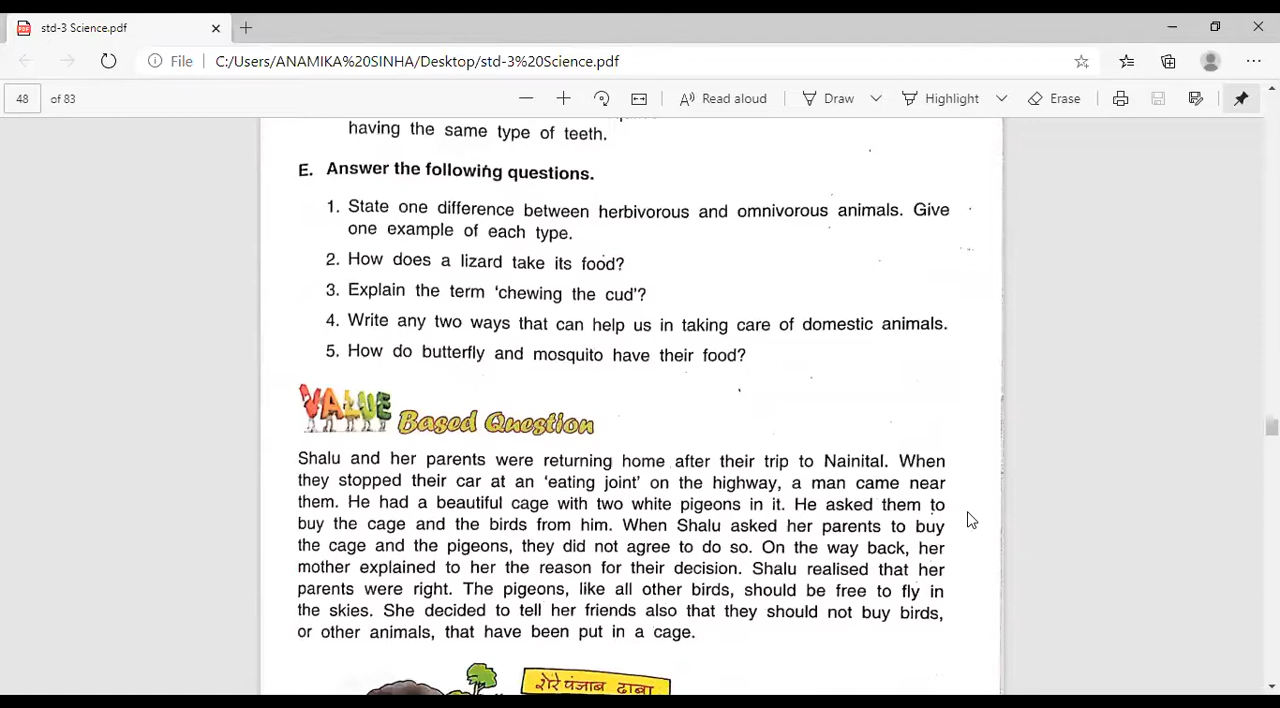 std-3 Science.pdf
File
C:/Users/ANAMIKA%20SINHA/Desktop/std-3%20Science.pdf
48 of 83
Read aloud
Draw
Highlight
Erase
having the same type of teeth.
E. Answer the following questions.
1. State one difference between herbivorous and omnivorous animals. Give
one example of each type.
2. How does a lizard take its food?
3. Explain the term ‘chewing the cud’?
4. Write any two ways that can help us in taking care of domestic animals.
5. How do butterfly and mosquito have their food?
VALUE Based Question
Shalu and her parents were returning home after their trip to Nainital. When
they stopped their car at an ‘eating joint’ on the highway, a man came near
them. He had a beautiful cage with two white pigeons in it. He asked them to
buy the cage and the birds from him. When Shalu asked her parents to buy
the cage and the pigeons, they did not agree to do so. On the way back, her
mother explained to her the reason for their decision. Shalu realised that her
parents were right. The pigeons, like all other birds, should be free to fly in
the skies. She decided to tell her friends also that they should not buy birds,
or other animals, that have been put in a cage.
शेरे पंजाब ढाबा